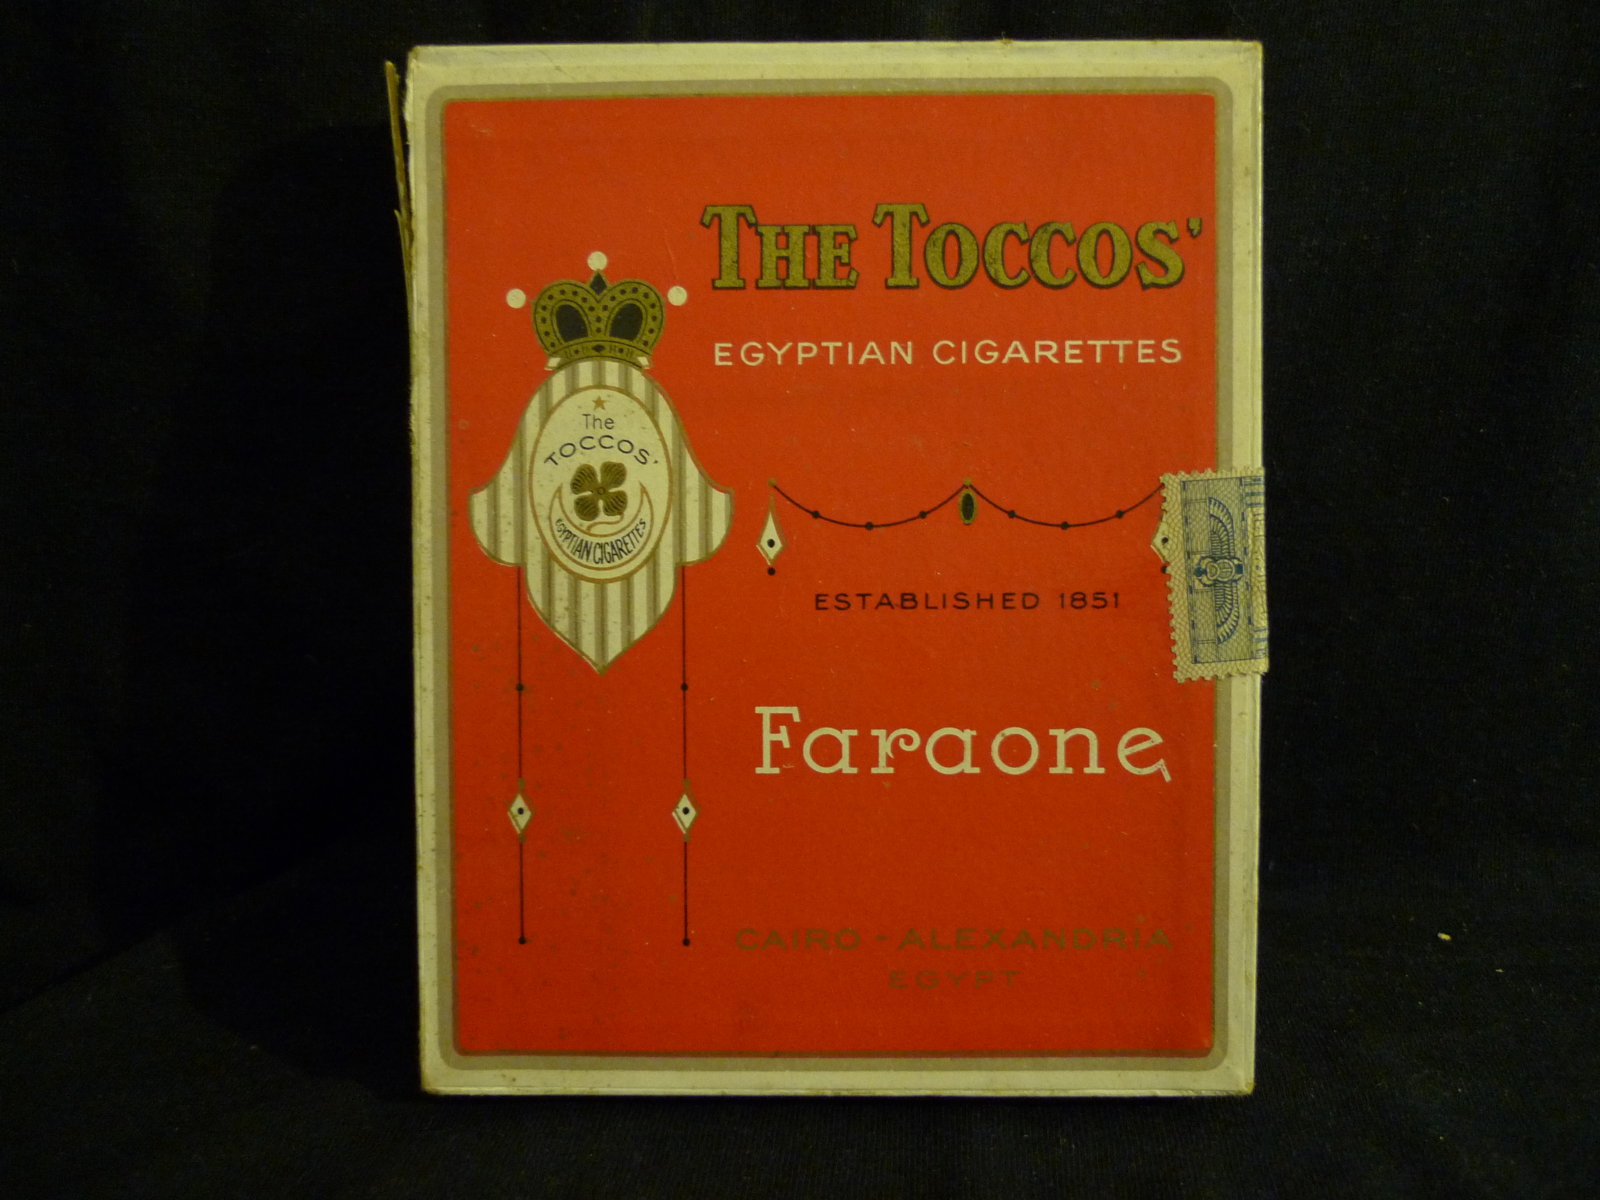 THE TOCCOS'
EGYPTIAN CIGARETTES
The
TOCCOS'
EGYPTIAN CIGARETTES
ESTABLISHED 1851
Faraone
CAIRO - ALEXANDRIA
EGYPT